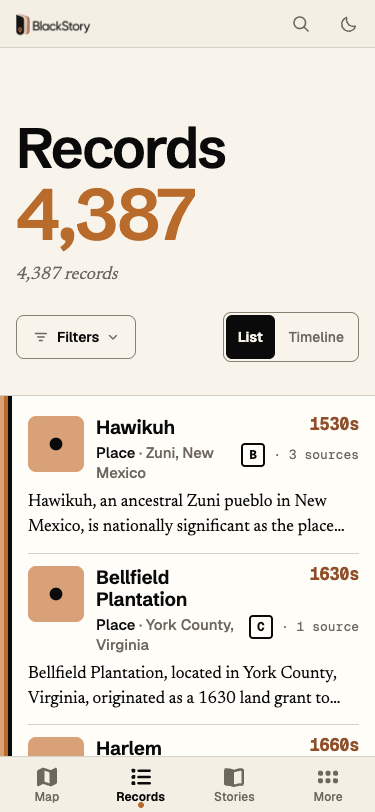 BlackStory
Records
4,387
4,387 records
Filters
List
Timeline
Hawikuh
1530s
Place · Zuni, New
Mexico
B · 3 sources
Hawikuh, an ancestral Zuni pueblo in New
Mexico, is nationally significant as the place…
Bellfield
Plantation
1630s
Place · York County,
Virginia
C · 1 source
Bellfield Plantation, located in York County,
Virginia, originated as a 1630 land grant to…
Harlem
1660s
Map
Records
Stories
More